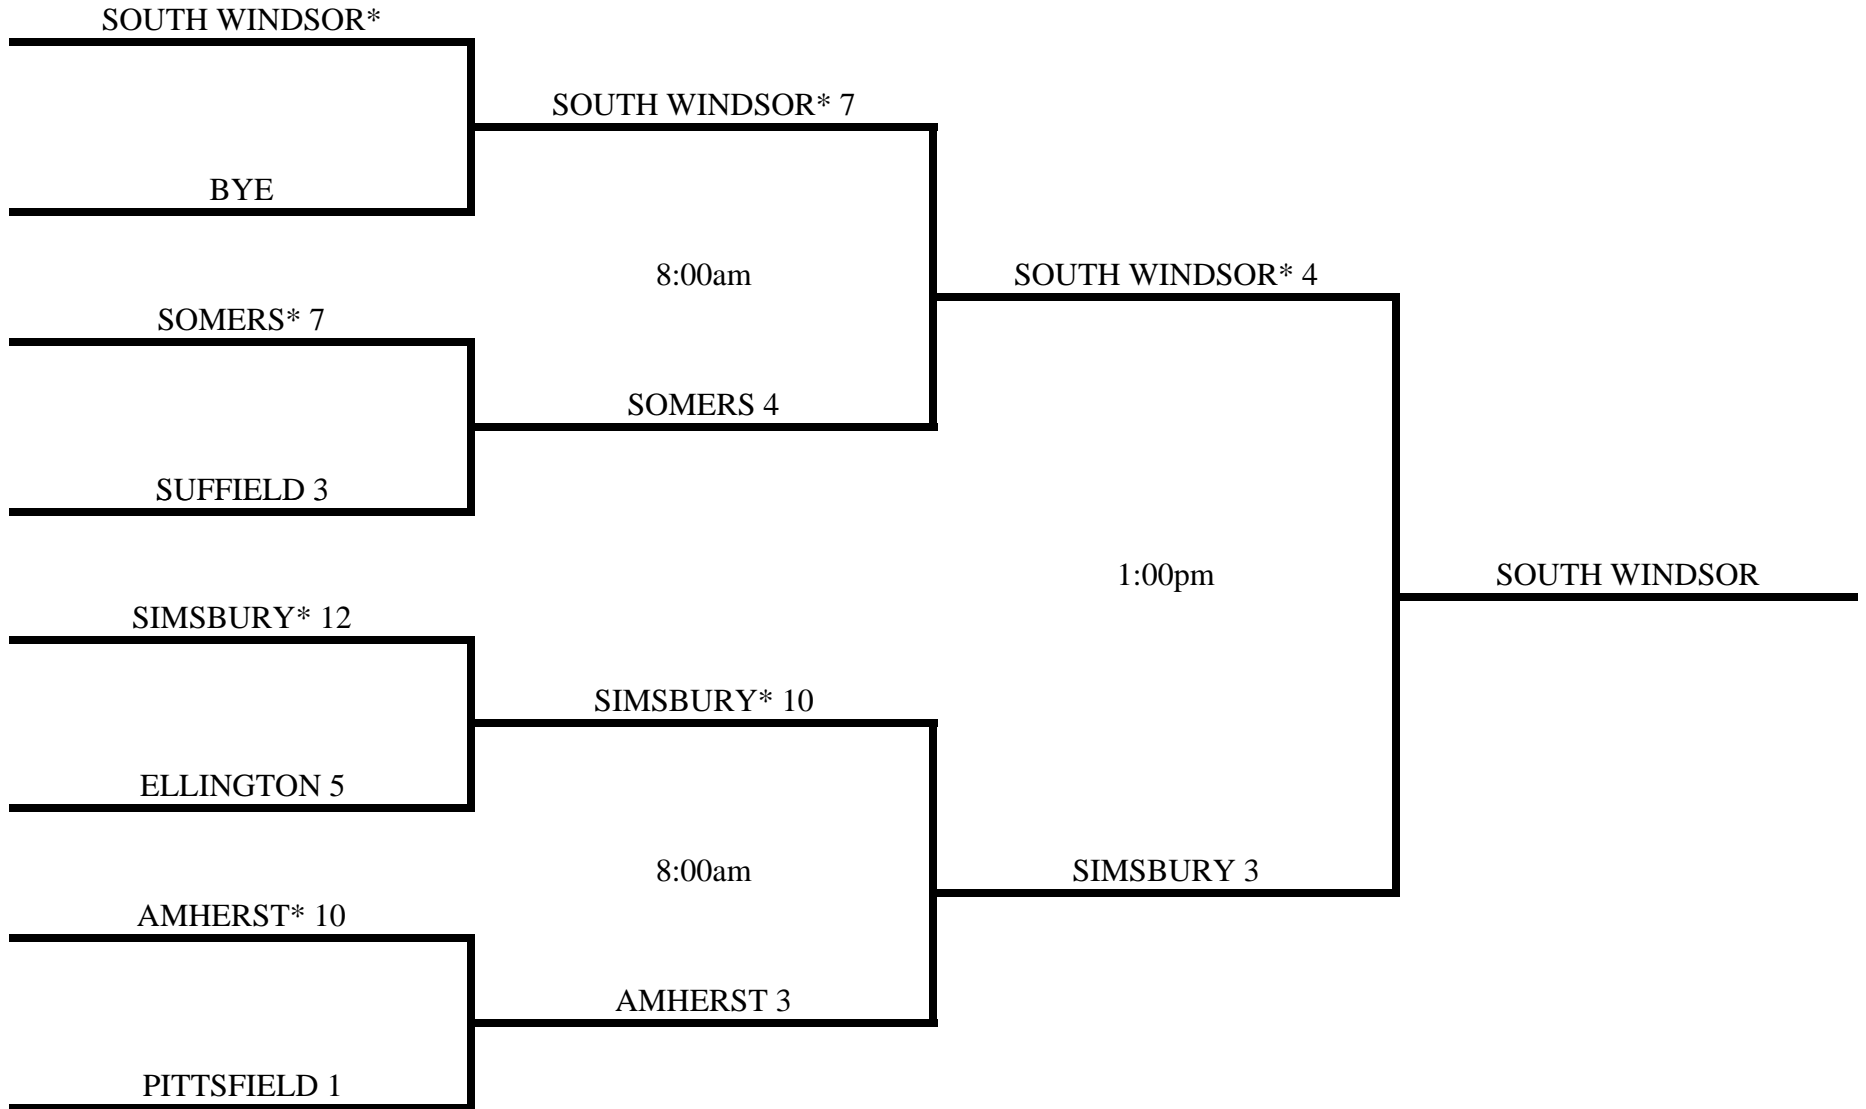 SOUTH WINDSOR*
SOUTH WINDSOR* 7
BYE
8:00am
SOUTH WINDSOR* 4
SOMERS* 7
SOMERS 4
SUFFIELD 3
1:00pm
SOUTH WINDSOR
SIMSBURY* 12
SIMSBURY* 10
ELLINGTON 5
8:00am
SIMSBURY 3
AMHERST* 10
AMHERST 3
PITTSFIELD 1